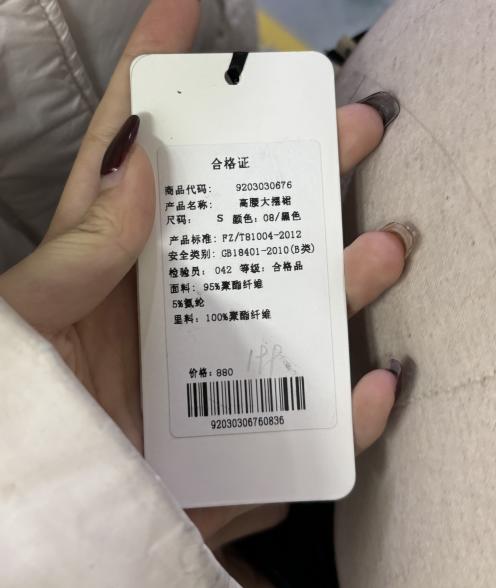 合格证
商品代码: 9203030676
产品名称: 高腰大摆裙
尺码: S 颜色:08/黑色
产品标准: FZ/T81004-2012
安全类别: GB18401-2010(B类)
检验员: 042 等级: 合格品
面料: 95%聚酯纤维
5%氨纶
里料: 100%聚酯纤维
199
价格:880
92030306760836